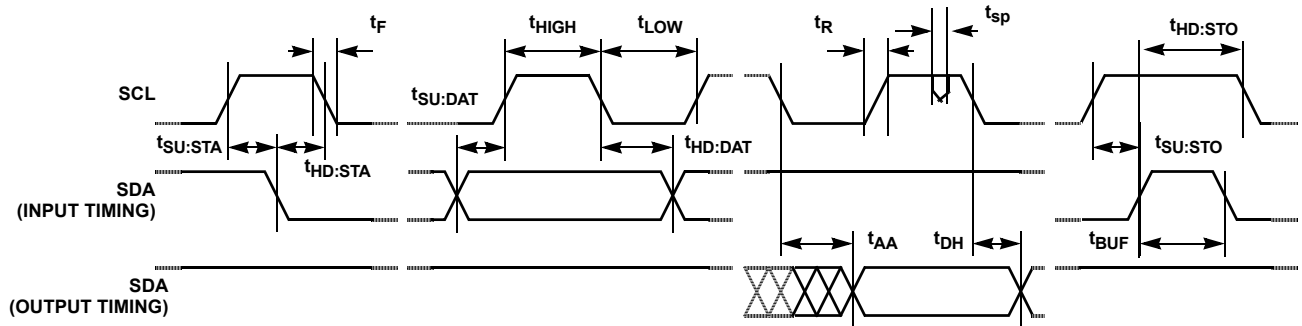 tF
tHIGH
tLOW
tR
tsp
tHD:STO
SCL
tSU:DAT
tSU:STA
tHD:STA
tHD:DAT
tSU:STO
SDA
(INPUT TIMING)
tAA
tDH
tBUF
SDA
(OUTPUT TIMING)